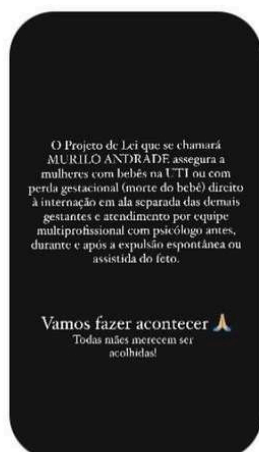 O Projeto de Lei que se chamará
MURILO ANDRADE assegura a
mulheres com bebês na UTI ou com
perda gestacional (morte do bebê) direito
à internação em ala separada das demais
gestantes e atendimento por equipe
multiprofissional com psicólogo antes,
durante e após a expulsão espontânea ou
assistida do feto.
Vamos fazer acontecer 🙏🏼
Todas mães merecem ser
acolhidas!